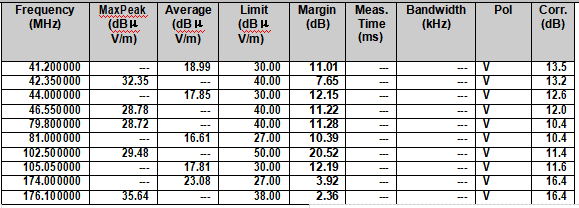 Frequency (MHz) MaxPeak (dBµ V/m) Average (dBµ V/m) Limit (dBµ V/m) Margin (dB) Meas. Time (ms) Bandwidth (kHz) Pol Corr. (dB)
41.200000 --- 18.99 30.00 11.01 --- --- V 13.5
42.350000 32.35 --- 40.00 7.65 --- --- V 13.2
44.000000 --- 17.85 30.00 12.15 --- --- V 12.6
46.550000 28.78 --- 40.00 11.22 --- --- V 12.0
79.800000 28.72 --- 40.00 11.28 --- --- V 10.4
81.000000 --- 16.61 27.00 10.39 --- --- V 10.4
102.500000 29.48 --- 50.00 20.52 --- --- V 11.4
105.050000 --- 17.81 30.00 12.19 --- --- V 11.6
174.000000 --- 23.08 27.00 3.92 --- --- V 16.4
176.100000 35.64 --- 38.00 2.36 --- --- V 16.4